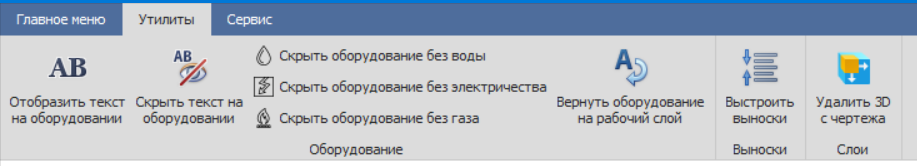 Главное меню Утилиты Сервис
AB
Отобразить текст
на оборудовании
AB
Скрыть текст на
оборудовании
Скрыть оборудование без воды
Скрыть оборудование без электричества
Скрыть оборудование без газа
A
Вернуть оборудование
на рабочий слой
Выстроить
выноски
Удалить 3D
с чертежа
Оборудование Выноски Слои